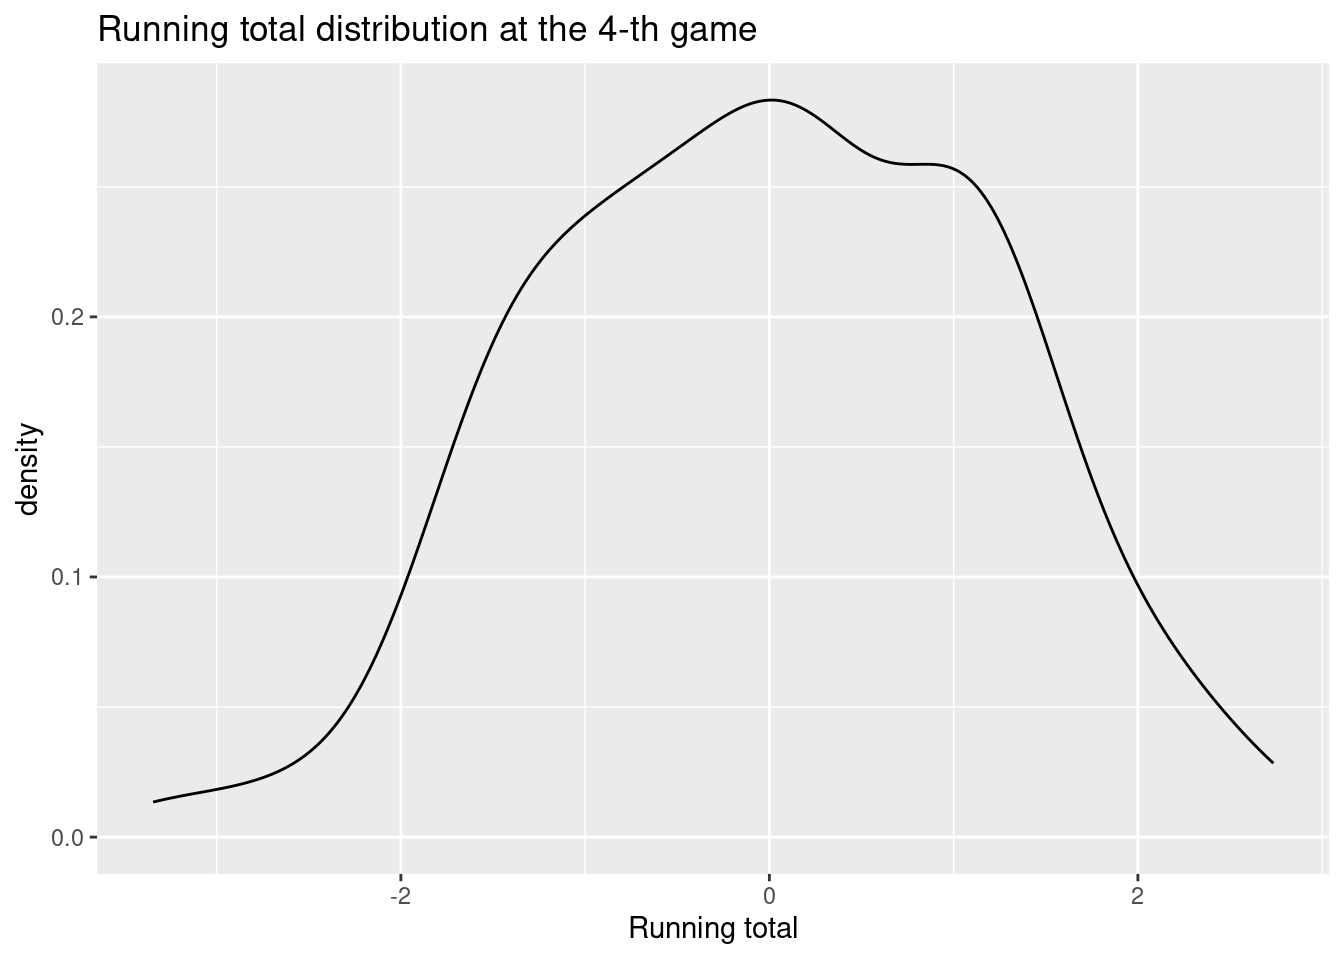 Running total distribution at the 4-th game
density
0.2
0.1
0.0
-2
0
2
Running total